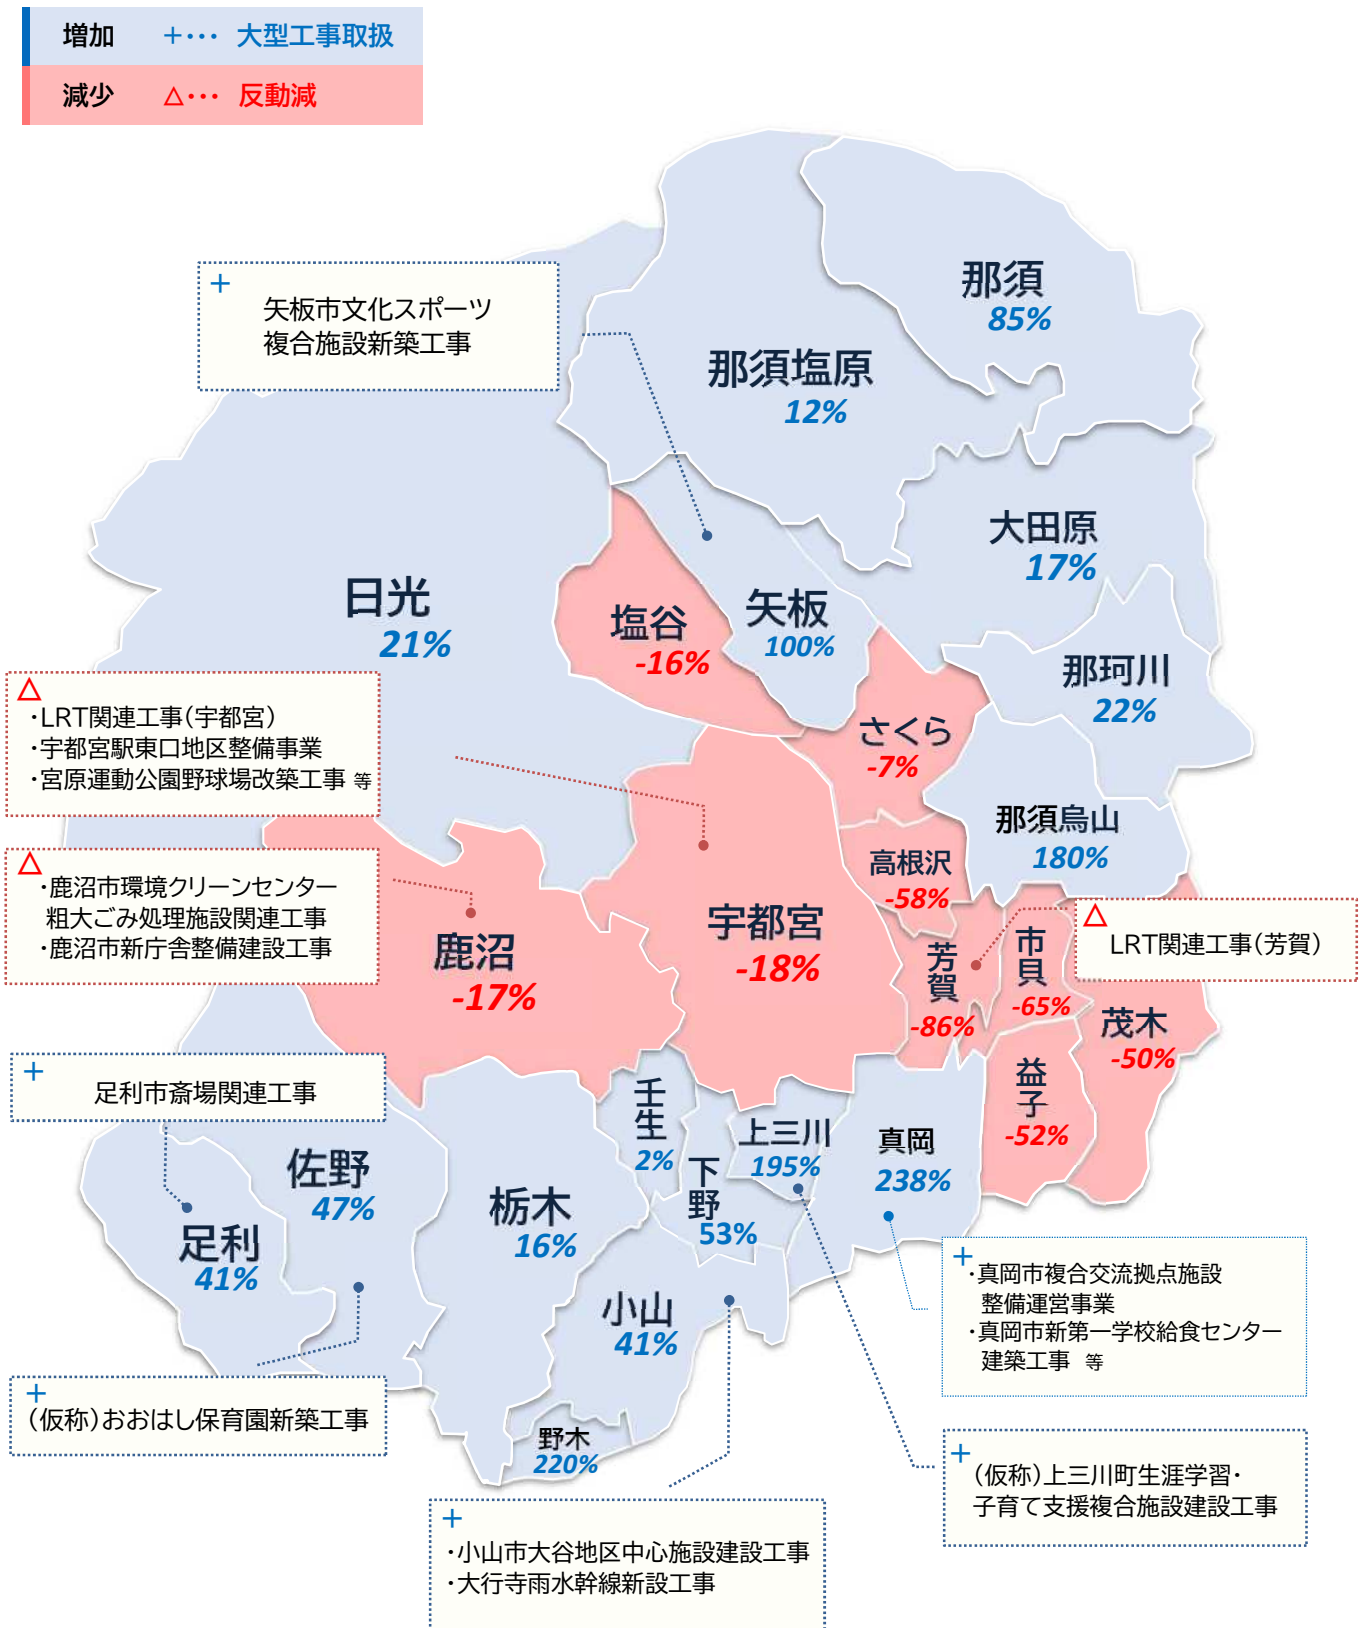 増加 +･･･ 大型工事取扱
減少 △･･･ 反動減
那須
85%
+
矢板市文化スポーツ
複合施設新築工事
那須塩原
12%
大田原
17%
日光
21%
塩谷
-16%
矢板
100%
那珂川
22%
△
・LRT関連工事(宇都宮)
・宇都宮駅東口地区整備事業
・宮原運動公園野球場改築工事 等
さくら
-7%
那須烏山
180%
高根沢
-58%
△
・鹿沼市環境クリーンセンター
粗大ごみ処理施設関連工事
・鹿沼市新庁舎整備建設工事
鹿沼
-17%
宇都宮
-18%
芳賀
-86%
市貝
-65%
△
LRT関連工事(芳賀)
茂木
-50%
益子
-52%
+
足利市斎場関連工事
壬生
2%
上三川
195%
真岡
238%
下野
53%
佐野
47%
栃木
16%
足利
41%
小山
41%
+
・真岡市複合交流拠点施設
整備運営事業
・真岡市新第一学校給食センター
建築工事 等
+
(仮称)おおはし保育園新築工事
野木
220%
+
(仮称)上三川町生涯学習・
子育て支援複合施設建設工事
+
・小山市大谷地区中心施設建設工事
・大行寺雨水幹線新設工事